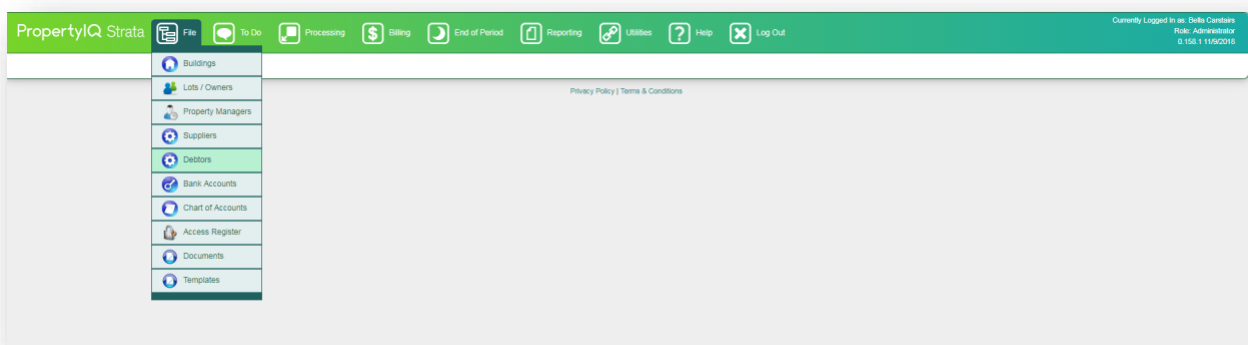 PropertyIQ Strata File To Do Processing Billing End of Period Reporting Utilities Help Log Out
Currently Logged In as: Bella Carstairs
Role: Administrator
0.158.1 11/9/2018
Buildings
Lots / Owners
Property Managers
Suppliers
Debtors
Bank Accounts
Chart of Accounts
Access Register
Documents
Templates
Privacy Policy | Terms & Conditions